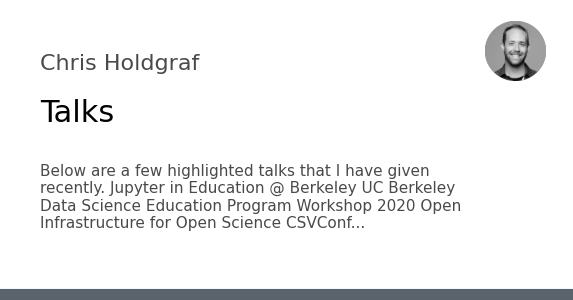 Chris Holdgraf
Talks
Below are a few highlighted talks that I have given
recently. Jupyter in Education @ Berkeley UC Berkeley
Data Science Education Program Workshop 2020 Open
Infrastructure for Open Science CSVConf...